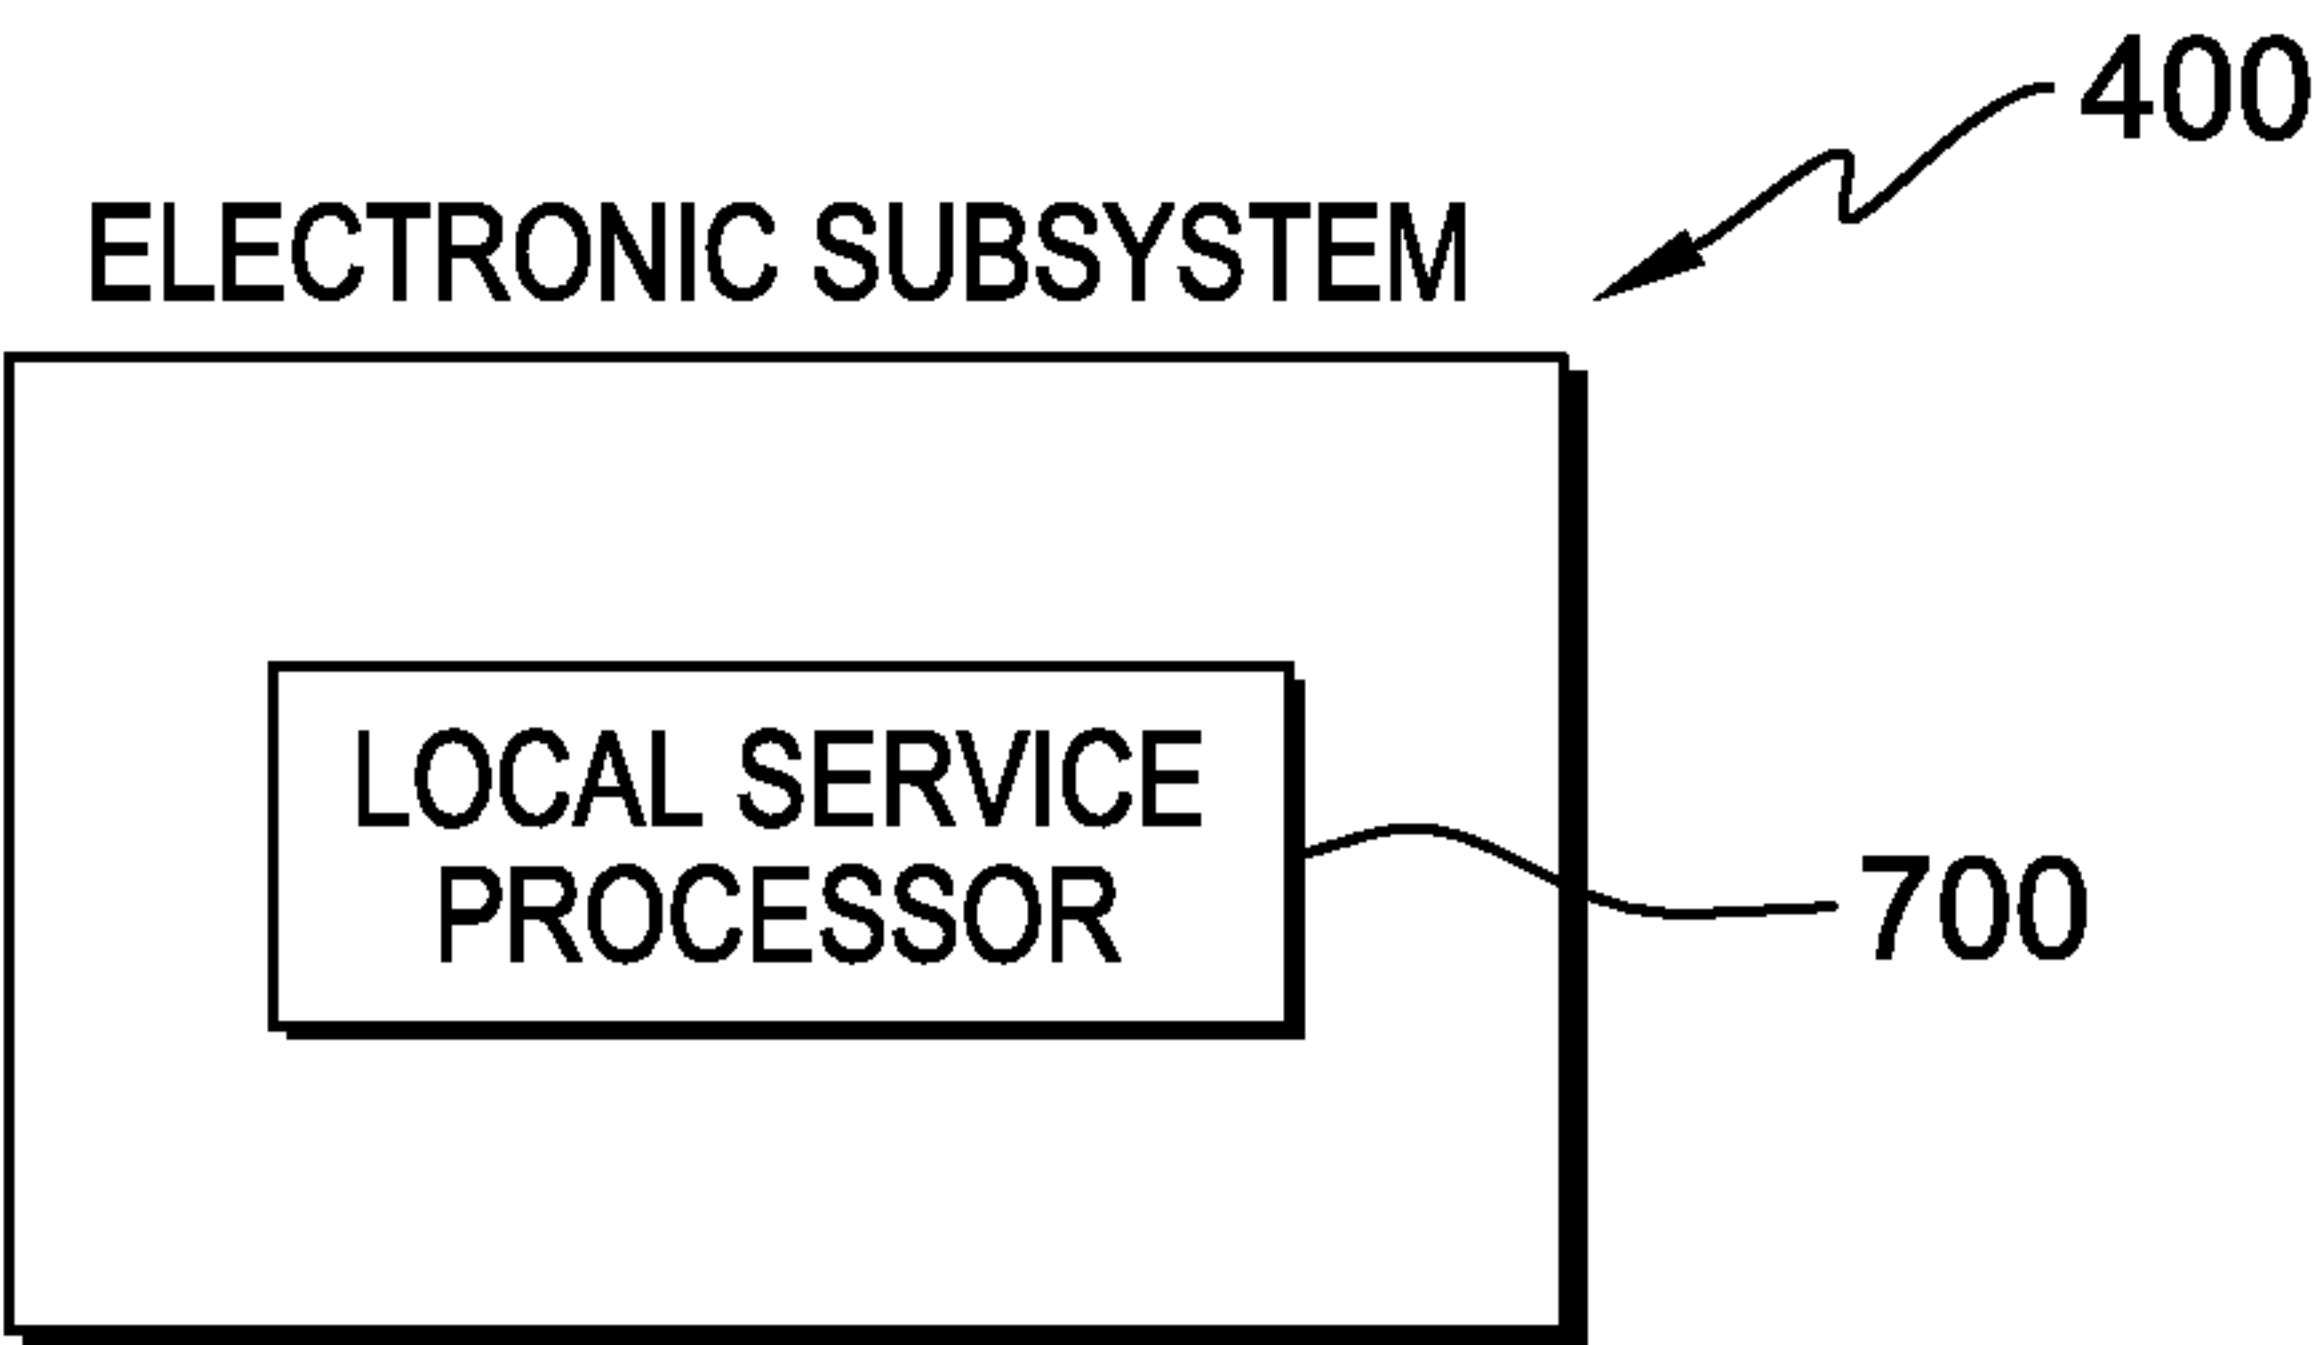 400
ELECTRONIC SUBSYSTEM
LOCAL SERVICE
PROCESSOR
700